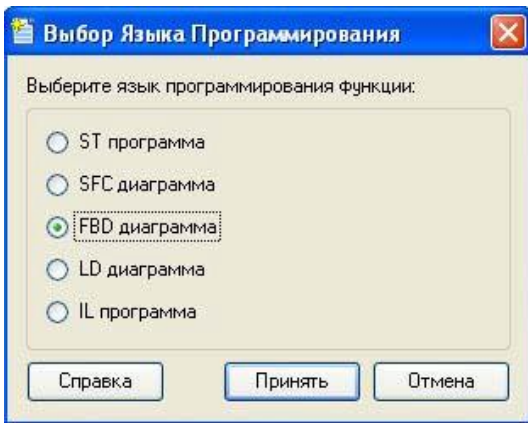 Выбор Языка Программирования
Выберите язык программирования функции:
ST программа
SFC диаграмма
FBD диаграмма
LD диаграмма
IL программа
Справка Принять Отмена